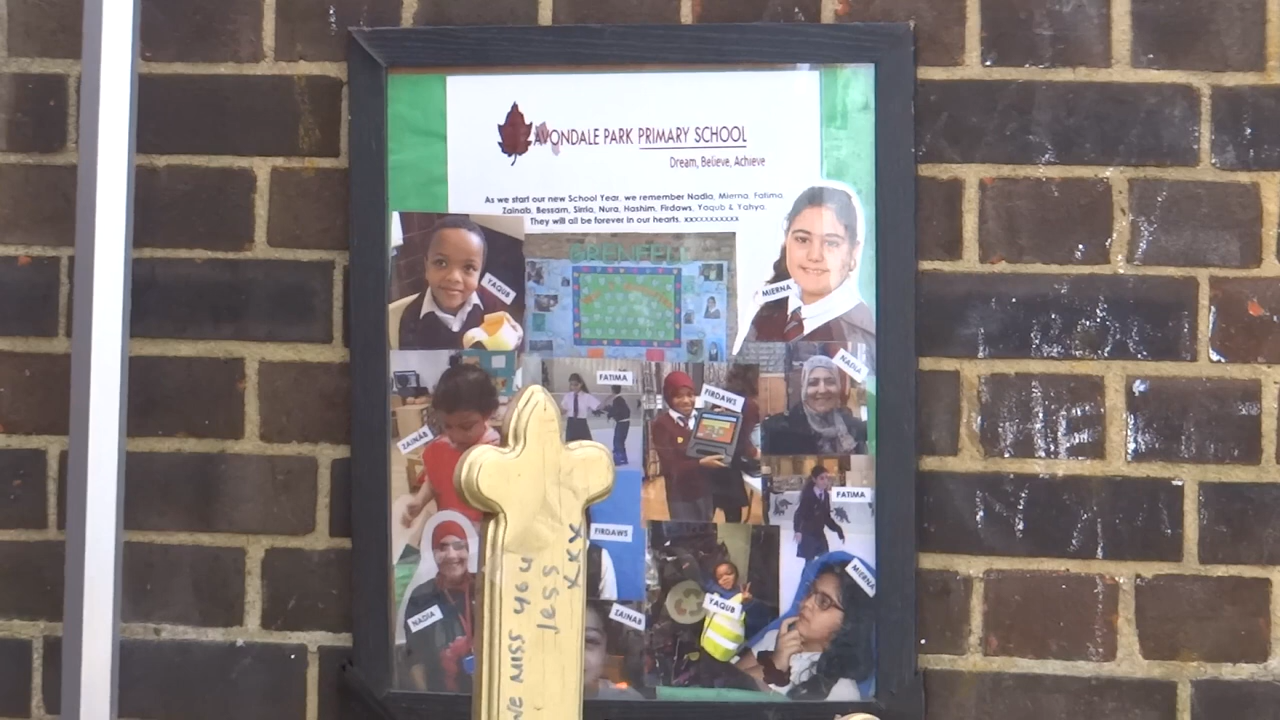 AVONDALE PARK PRIMARY SCHOOL
Dream, Believe, Achieve
As we start our new School Year, we remember Nadia, Mierna, Fatima,
Zainab, Bessam, Sirria, Nura, Hashim, Firdaws, Yaqub & Yahya.
They will all be forever in our hearts. xxxxxxxxxxx
GRENFELL
YAQUB
MIERNA
NADIA
FATIMA
FIRDAWS
ZAINAB
FATIMA
FIRDAWS
MIERNA
YAQUB
NADIA
ZAINAB
We MISS you
Jess
xxx